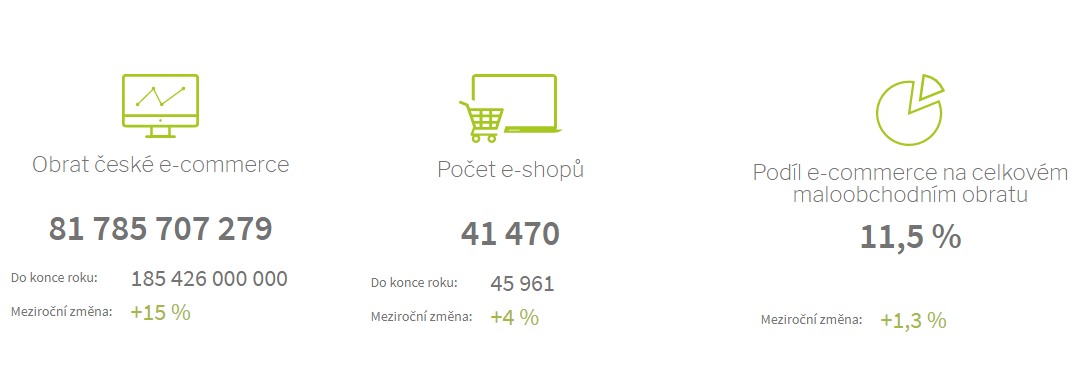 Obrat české e-commerce
81 785 707 279
Do konce roku: 185 426 000 000
Meziroční změna: +15 %
Počet e-shopů
41 470
Do konce roku: 45 961
Meziroční změna: +4 %
Podíl e-commerce na celkovém
maloobchodním obratu
11,5 %
Meziroční změna: +1,3 %